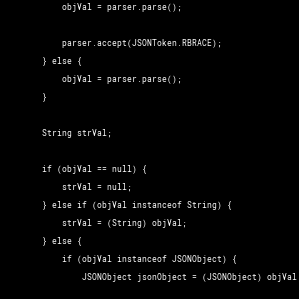 objVal = parser.parse();
parser.accept(JSONToken.RBRACE);
} else {
objVal = parser.parse();
}
String strVal;
if (objVal == null) {
strVal = null;
} else if (objVal instanceof String) {
strVal = (String) objVal;
} else {
if (objVal instanceof JSONObject) {
JSONObject jsonObject = (JSONObject) objVal